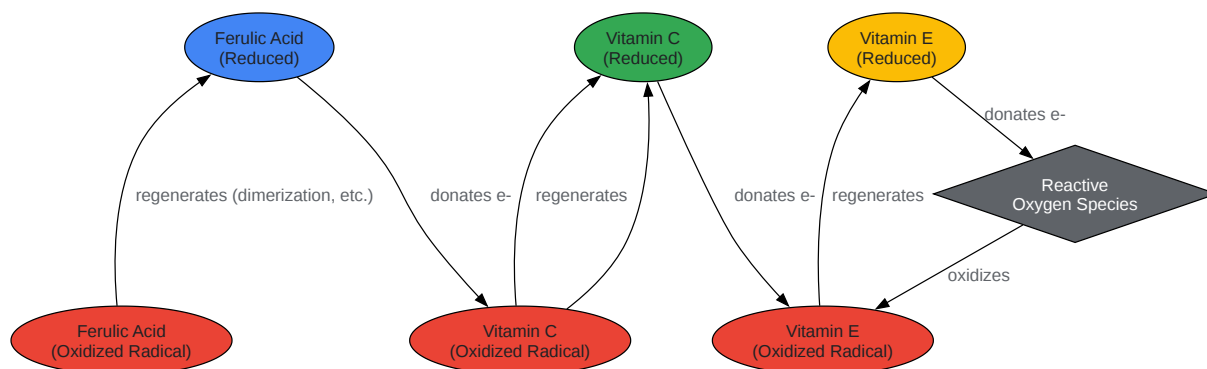 Ferulic Acid
(Reduced)
Vitamin C
(Reduced)
Vitamin E
(Reduced)
donates e-
regenerates (dimerization, etc.)
donates e-
regenerates
donates e-
regenerates
Reactive
Oxygen Species
oxidizes
Ferulic Acid
(Oxidized Radical)
Vitamin C
(Oxidized Radical)
Vitamin E
(Oxidized Radical)